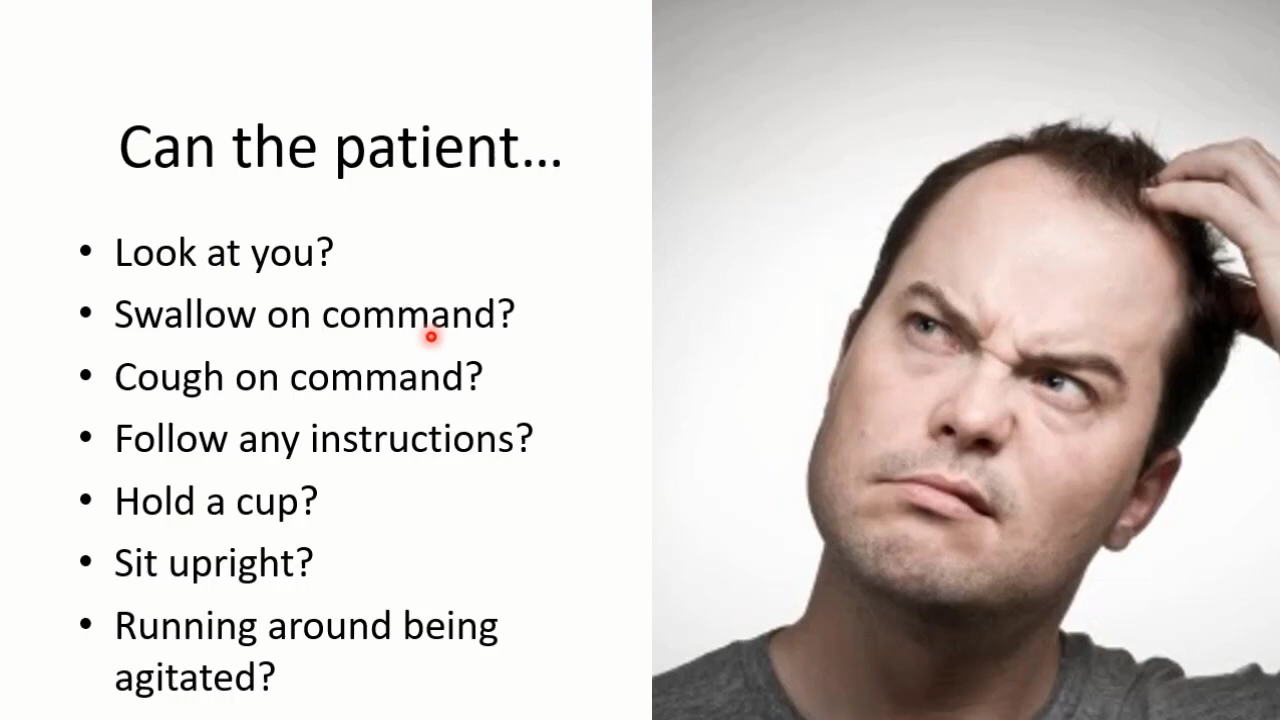 Can the patient…
• Look at you?
• Swallow on command?
• Cough on command?
• Follow any instructions?
• Hold a cup?
• Sit upright?
• Running around being
agitated?